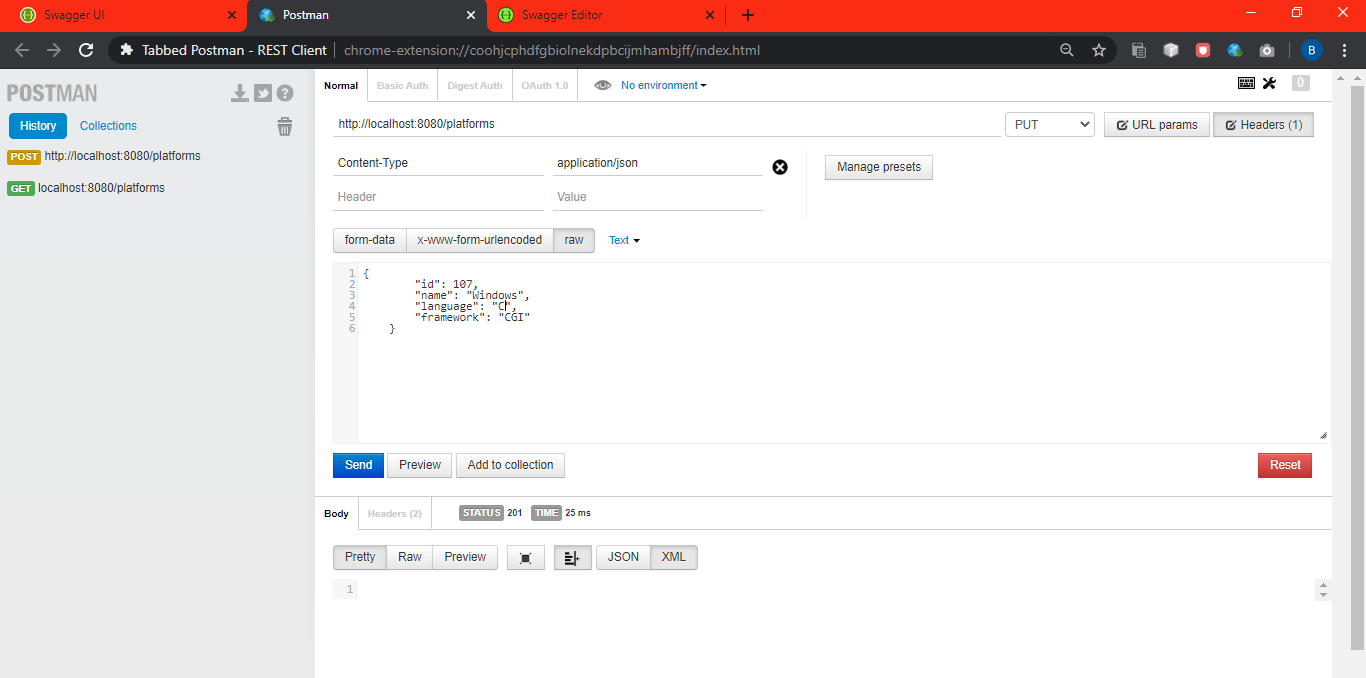 Swagger UI
Postman
Swagger Editor
Tabbed Postman - REST Client
chrome-extension://coohjcphdfgbiolnekdpbcijmhambjff/index.html
B
POSTMAN
History
Collections
POST http://localhost:8080/platforms
GET localhost:8080/platforms
Normal
Basic Auth
Digest Auth
OAuth 1.0
No environment
0
http://localhost:8080/platforms
PUT
URL params
Headers (1)
Content-Type
application/json
Manage presets
Header
Value
form-data
x-www-form-urlencoded
raw
Text
1 {
2 "id": 107,
3 "name": "Windows",
4 "language": "C",
5 "framework": "CGI"
6 }
Send
Preview
Add to collection
Reset
Body
Headers (2)
STATUS 201
TIME 25 ms
Pretty
Raw
Preview
JSON
XML
1